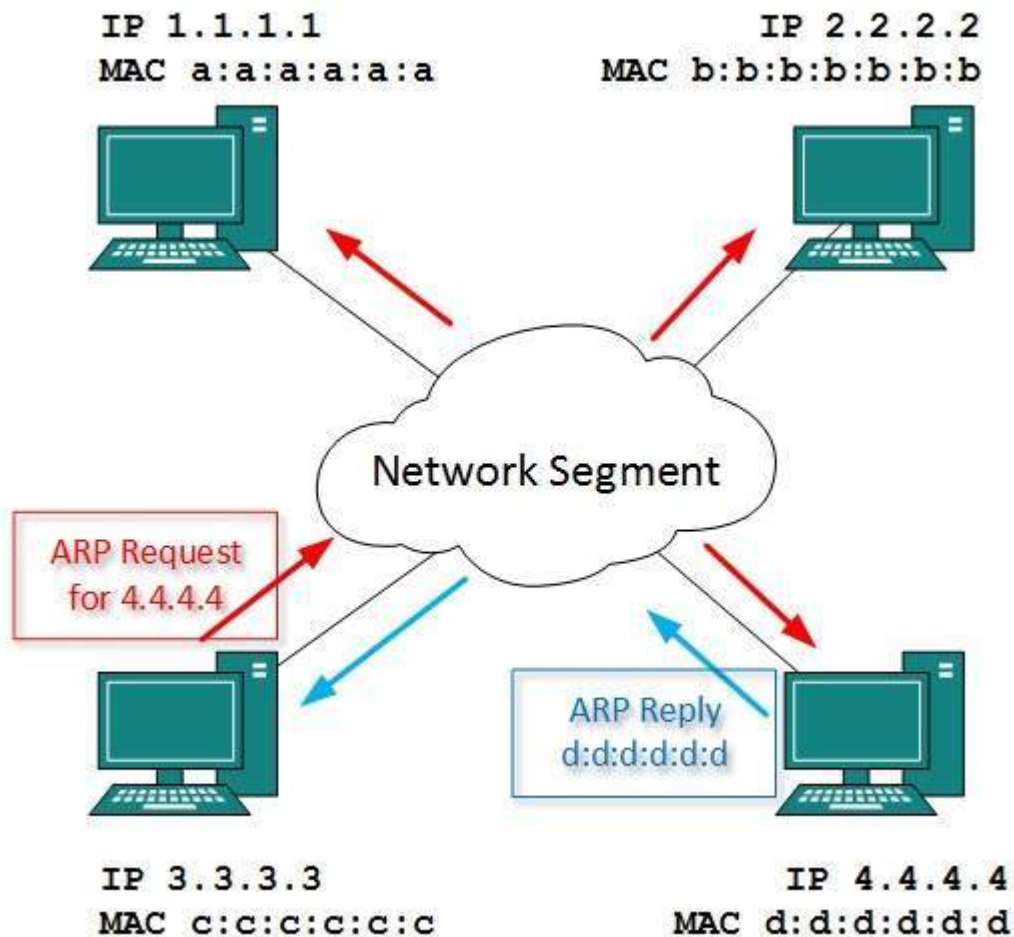 IP 1.1.1.1
MAC a:a:a:a:a:a
IP 2.2.2.2
MAC b:b:b:b:b:b:b
Network Segment
ARP Request
for 4.4.4.4
ARP Reply
d:d:d:d:d:d
IP 3.3.3.3
MAC c:c:c:c:c:c
IP 4.4.4.4
MAC d:d:d:d:d:d